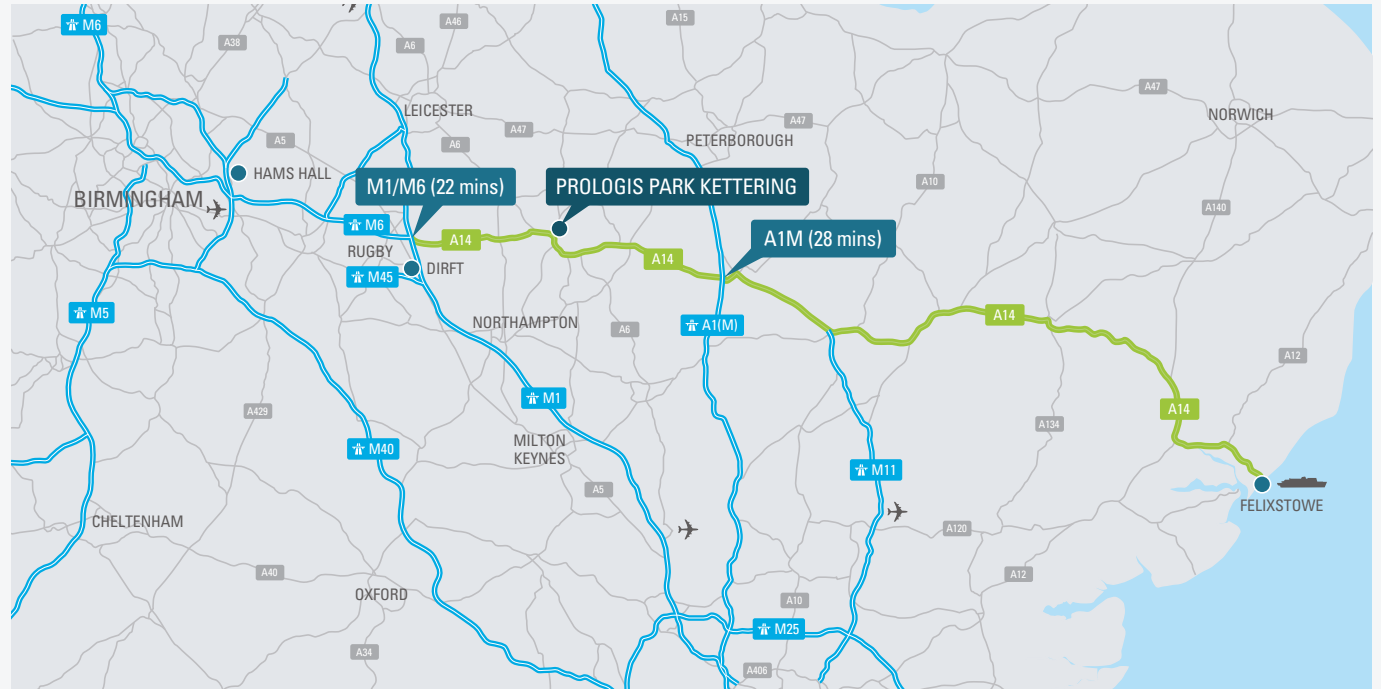 M6
A46
A15
A38
A6
A47
NORWICH
LEICESTER
A47
A47
A5
A6
PETERBOROUGH
HAMS HALL
M1/M6 (22 mins)
PROLOGIS PARK KETTERING
A10
BIRMINGHAM
A140
M6
A14
A1M (28 mins)
RUGBY
A14
DIRFT
M45
M5
NORTHAMPTON
A6
A1(M)
A14
A12
M1
A429
A14
A134
MILTON
KEYNES
M40
M11
A5
FELIXSTOWE
CHELTENHAM
A120
A40
A12
OXFORD
A10
M25
A34
A406